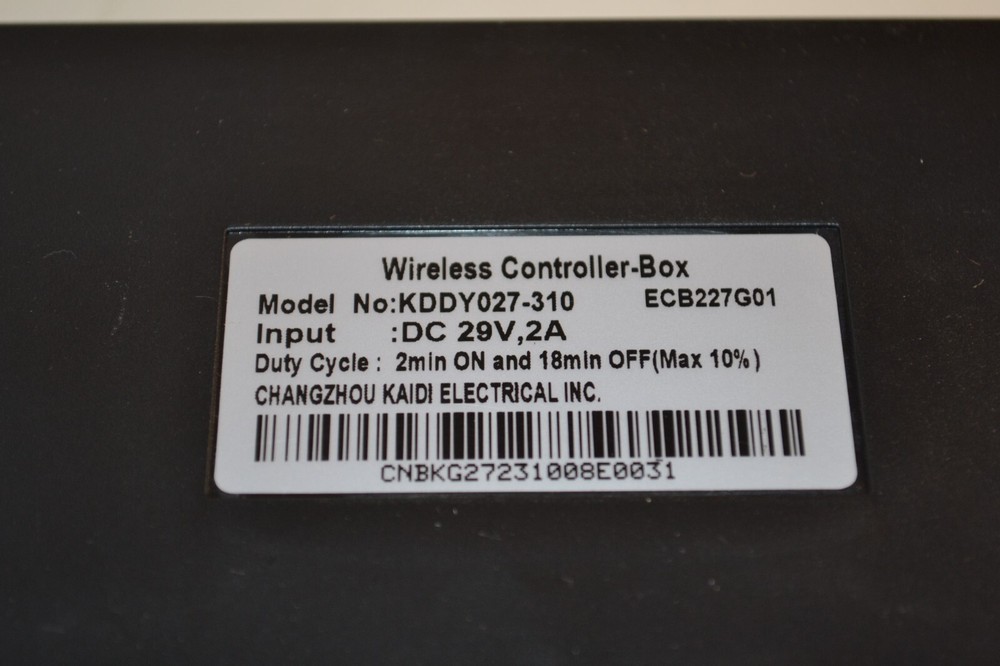 Wireless Controller-Box
Model No:KDDY027-310 ECB227G01
Input :DC 29V,2A
Duty Cycle : 2min ON and 18min OFF(Max 10%)
CHANGZHOU KAIDI ELECTRICAL INC.
CNBKG27231008E0031